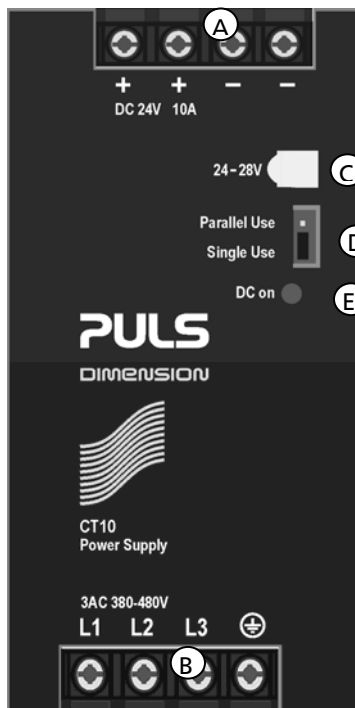 A
+ + − −
DC 24V 10A
24–28V C
Parallel Use
D
Single Use
DC on E
PULS
DIMENSION
CT10
Power Supply
3AC 380-480V
L1 L2 L3
B